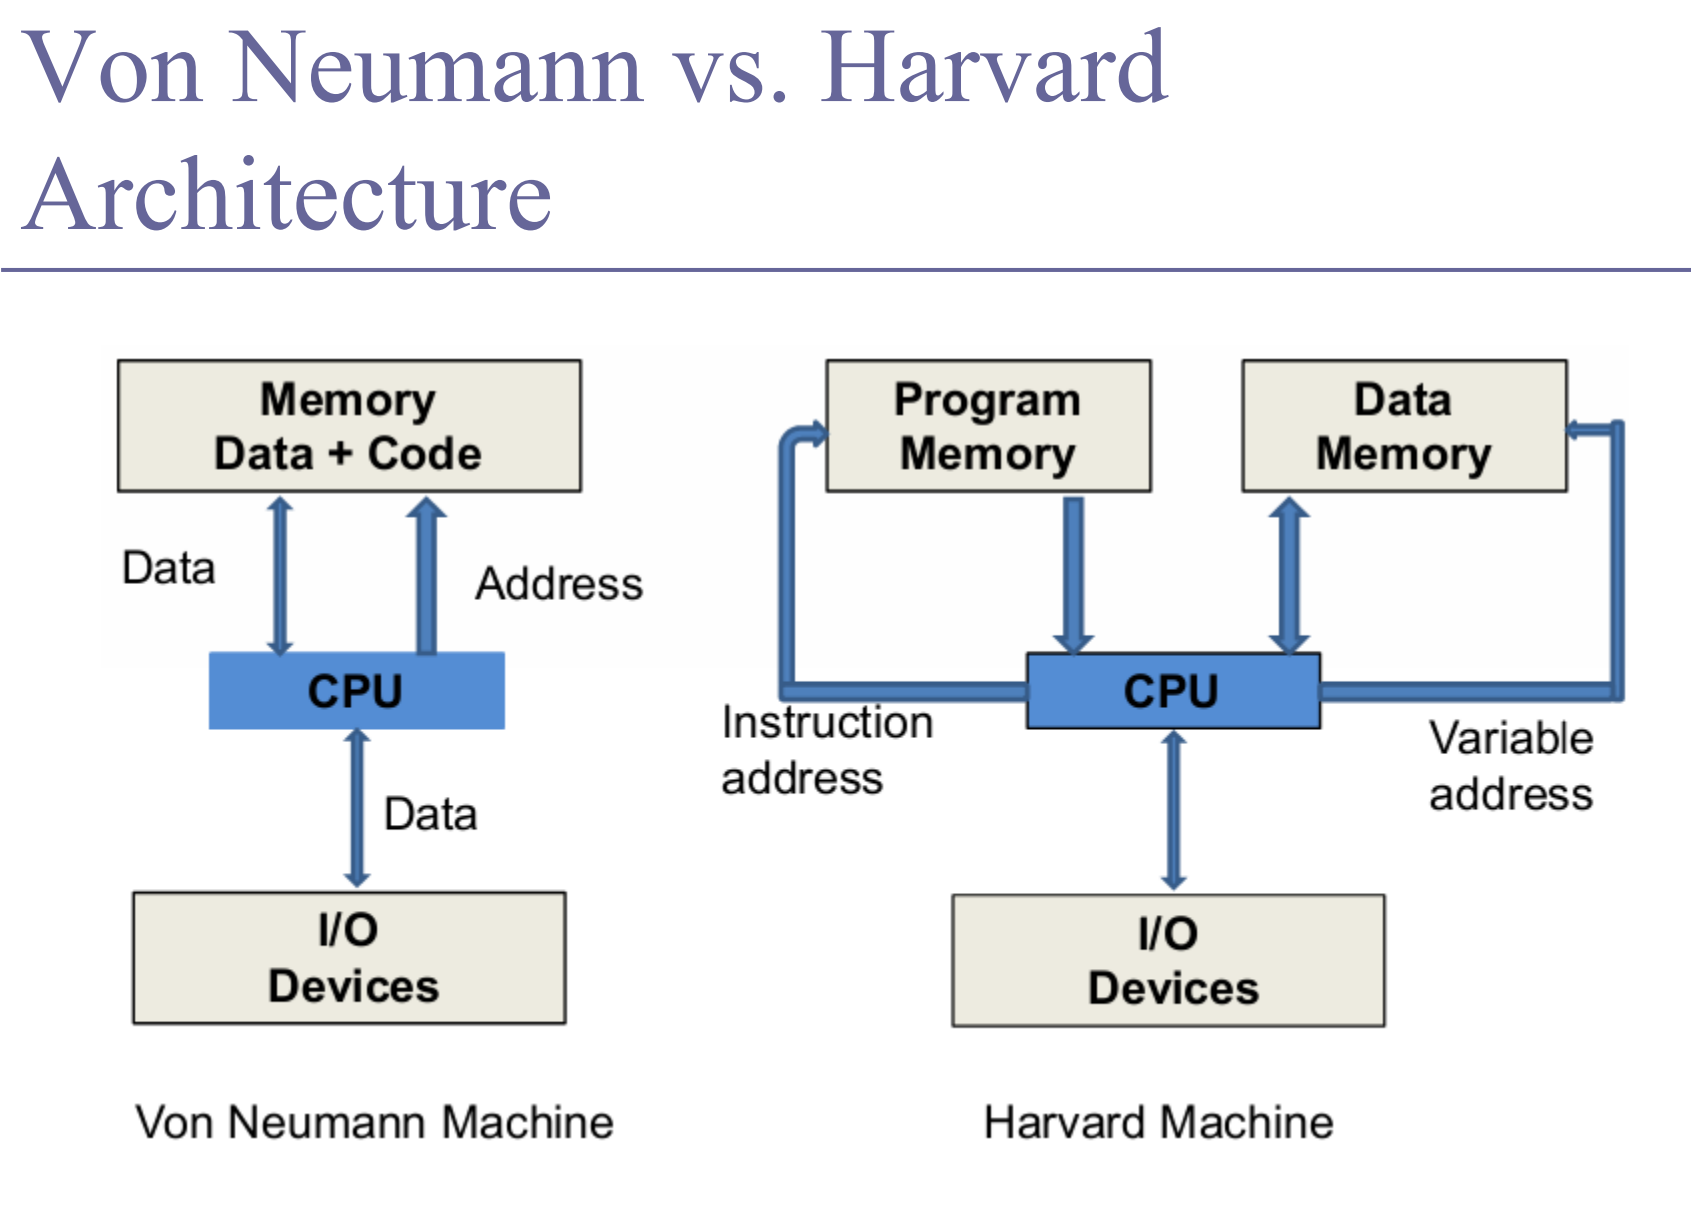 Von Neumann vs. Harvard
Architecture
Memory
Data + Code
Data
Address
CPU
Data
I/O
Devices
Von Neumann Machine
Program
Memory
Data
Memory
CPU
Instruction
address
Variable
address
I/O
Devices
Harvard Machine